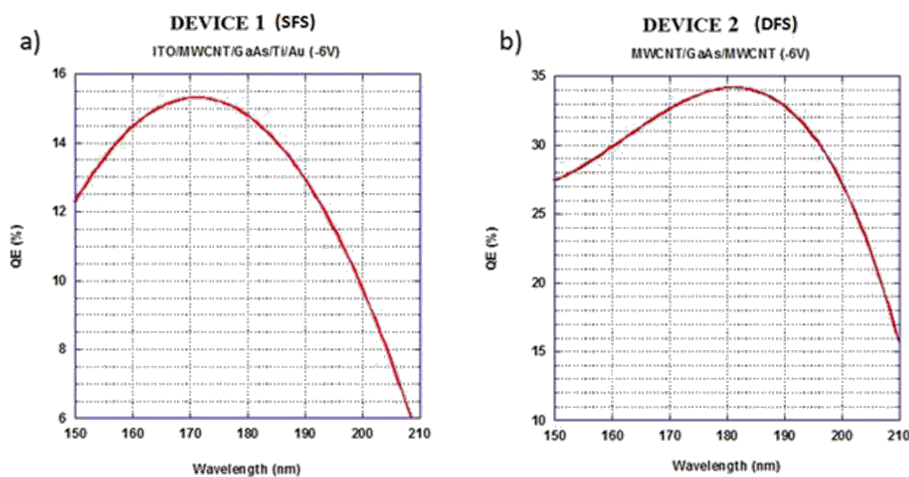 DEVICE 1 (SFS)
a)
ITO/MWCNT/GaAs/Ti/Au (-6V)
16
14
12
10
8
6
QE (%)
150 160 170 180 190 200 210
Wavelength (nm)
DEVICE 2 (DFS)
b)
MWCNT/GaAs/MWCNT (-6V)
35
30
25
20
15
10
QE (%)
150 160 170 180 190 200 210
Wavelength (nm)